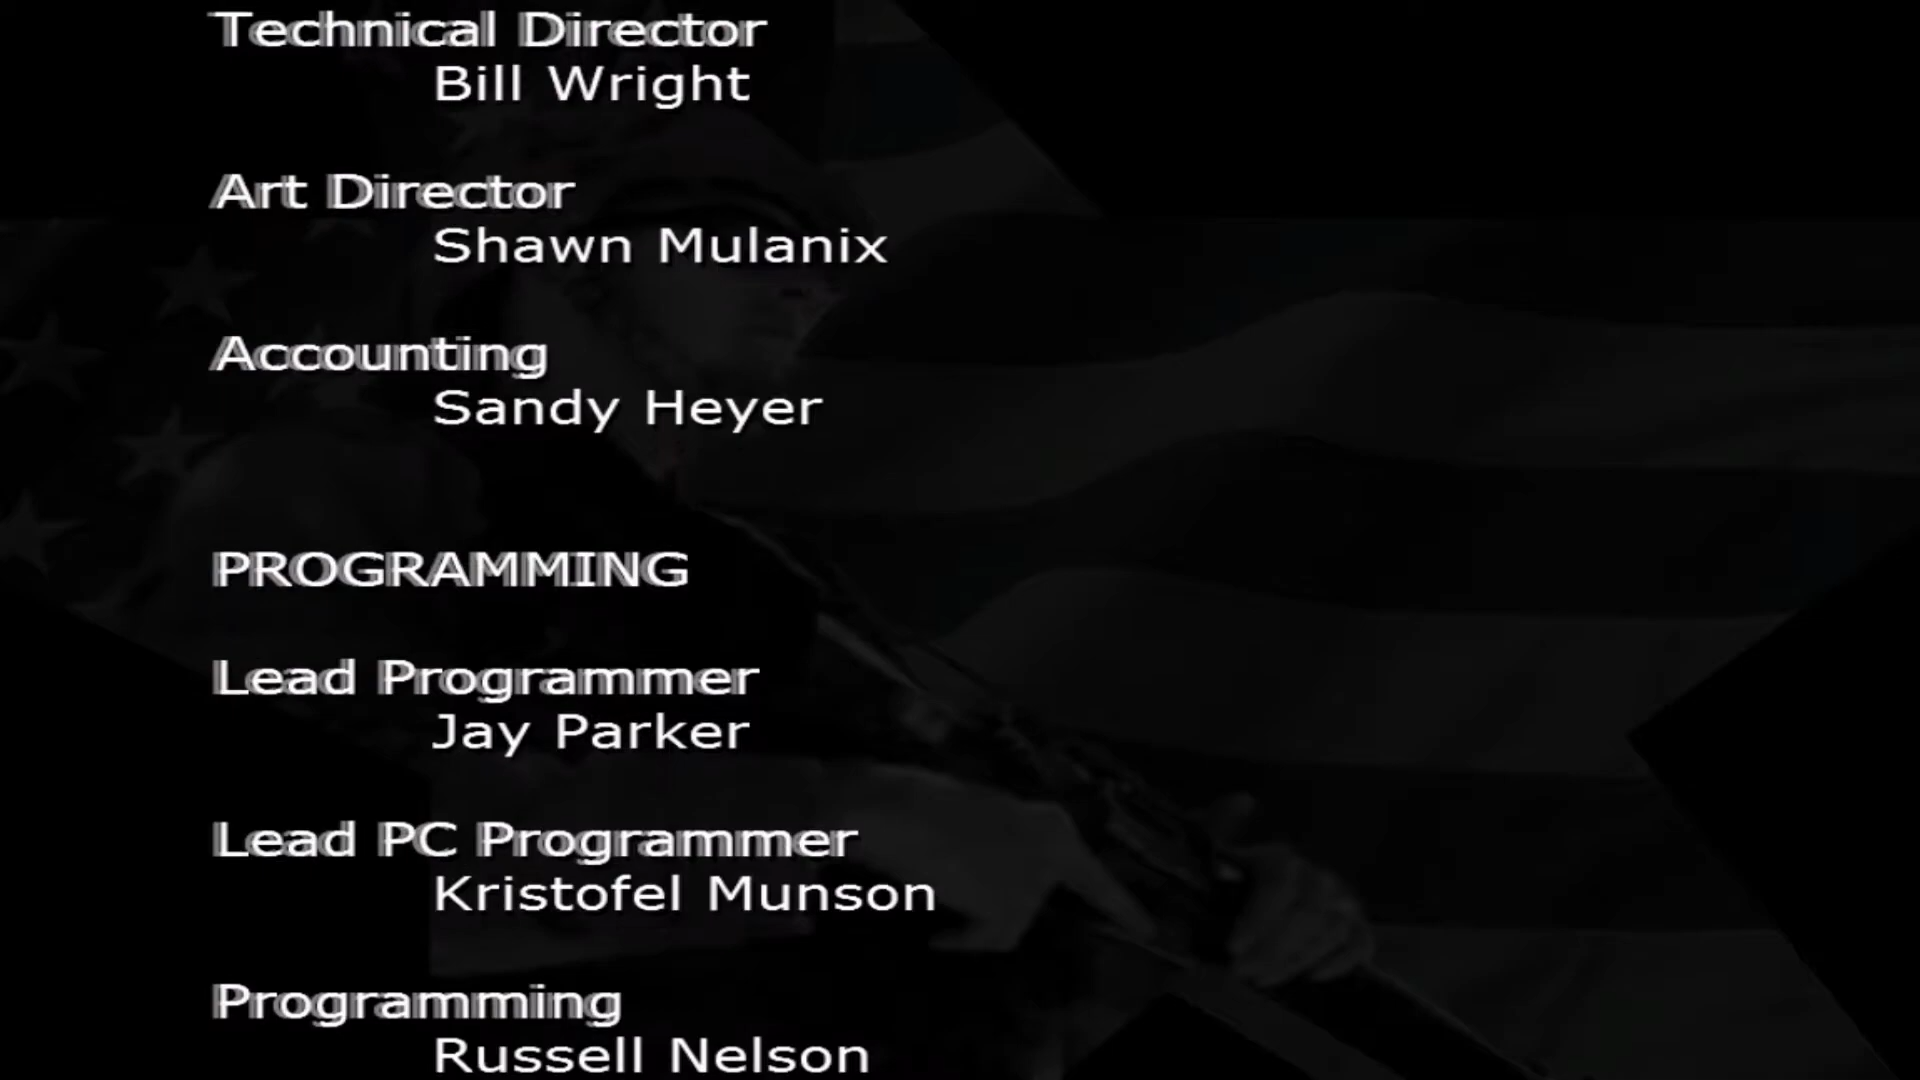 Technical Director
Bill Wright
Art Director
Shawn Mulanix
Accounting
Sandy Heyer
PROGRAMMING
Lead Programmer
Jay Parker
Lead PC Programmer
Kristofel Munson
Programming
Russell Nelson